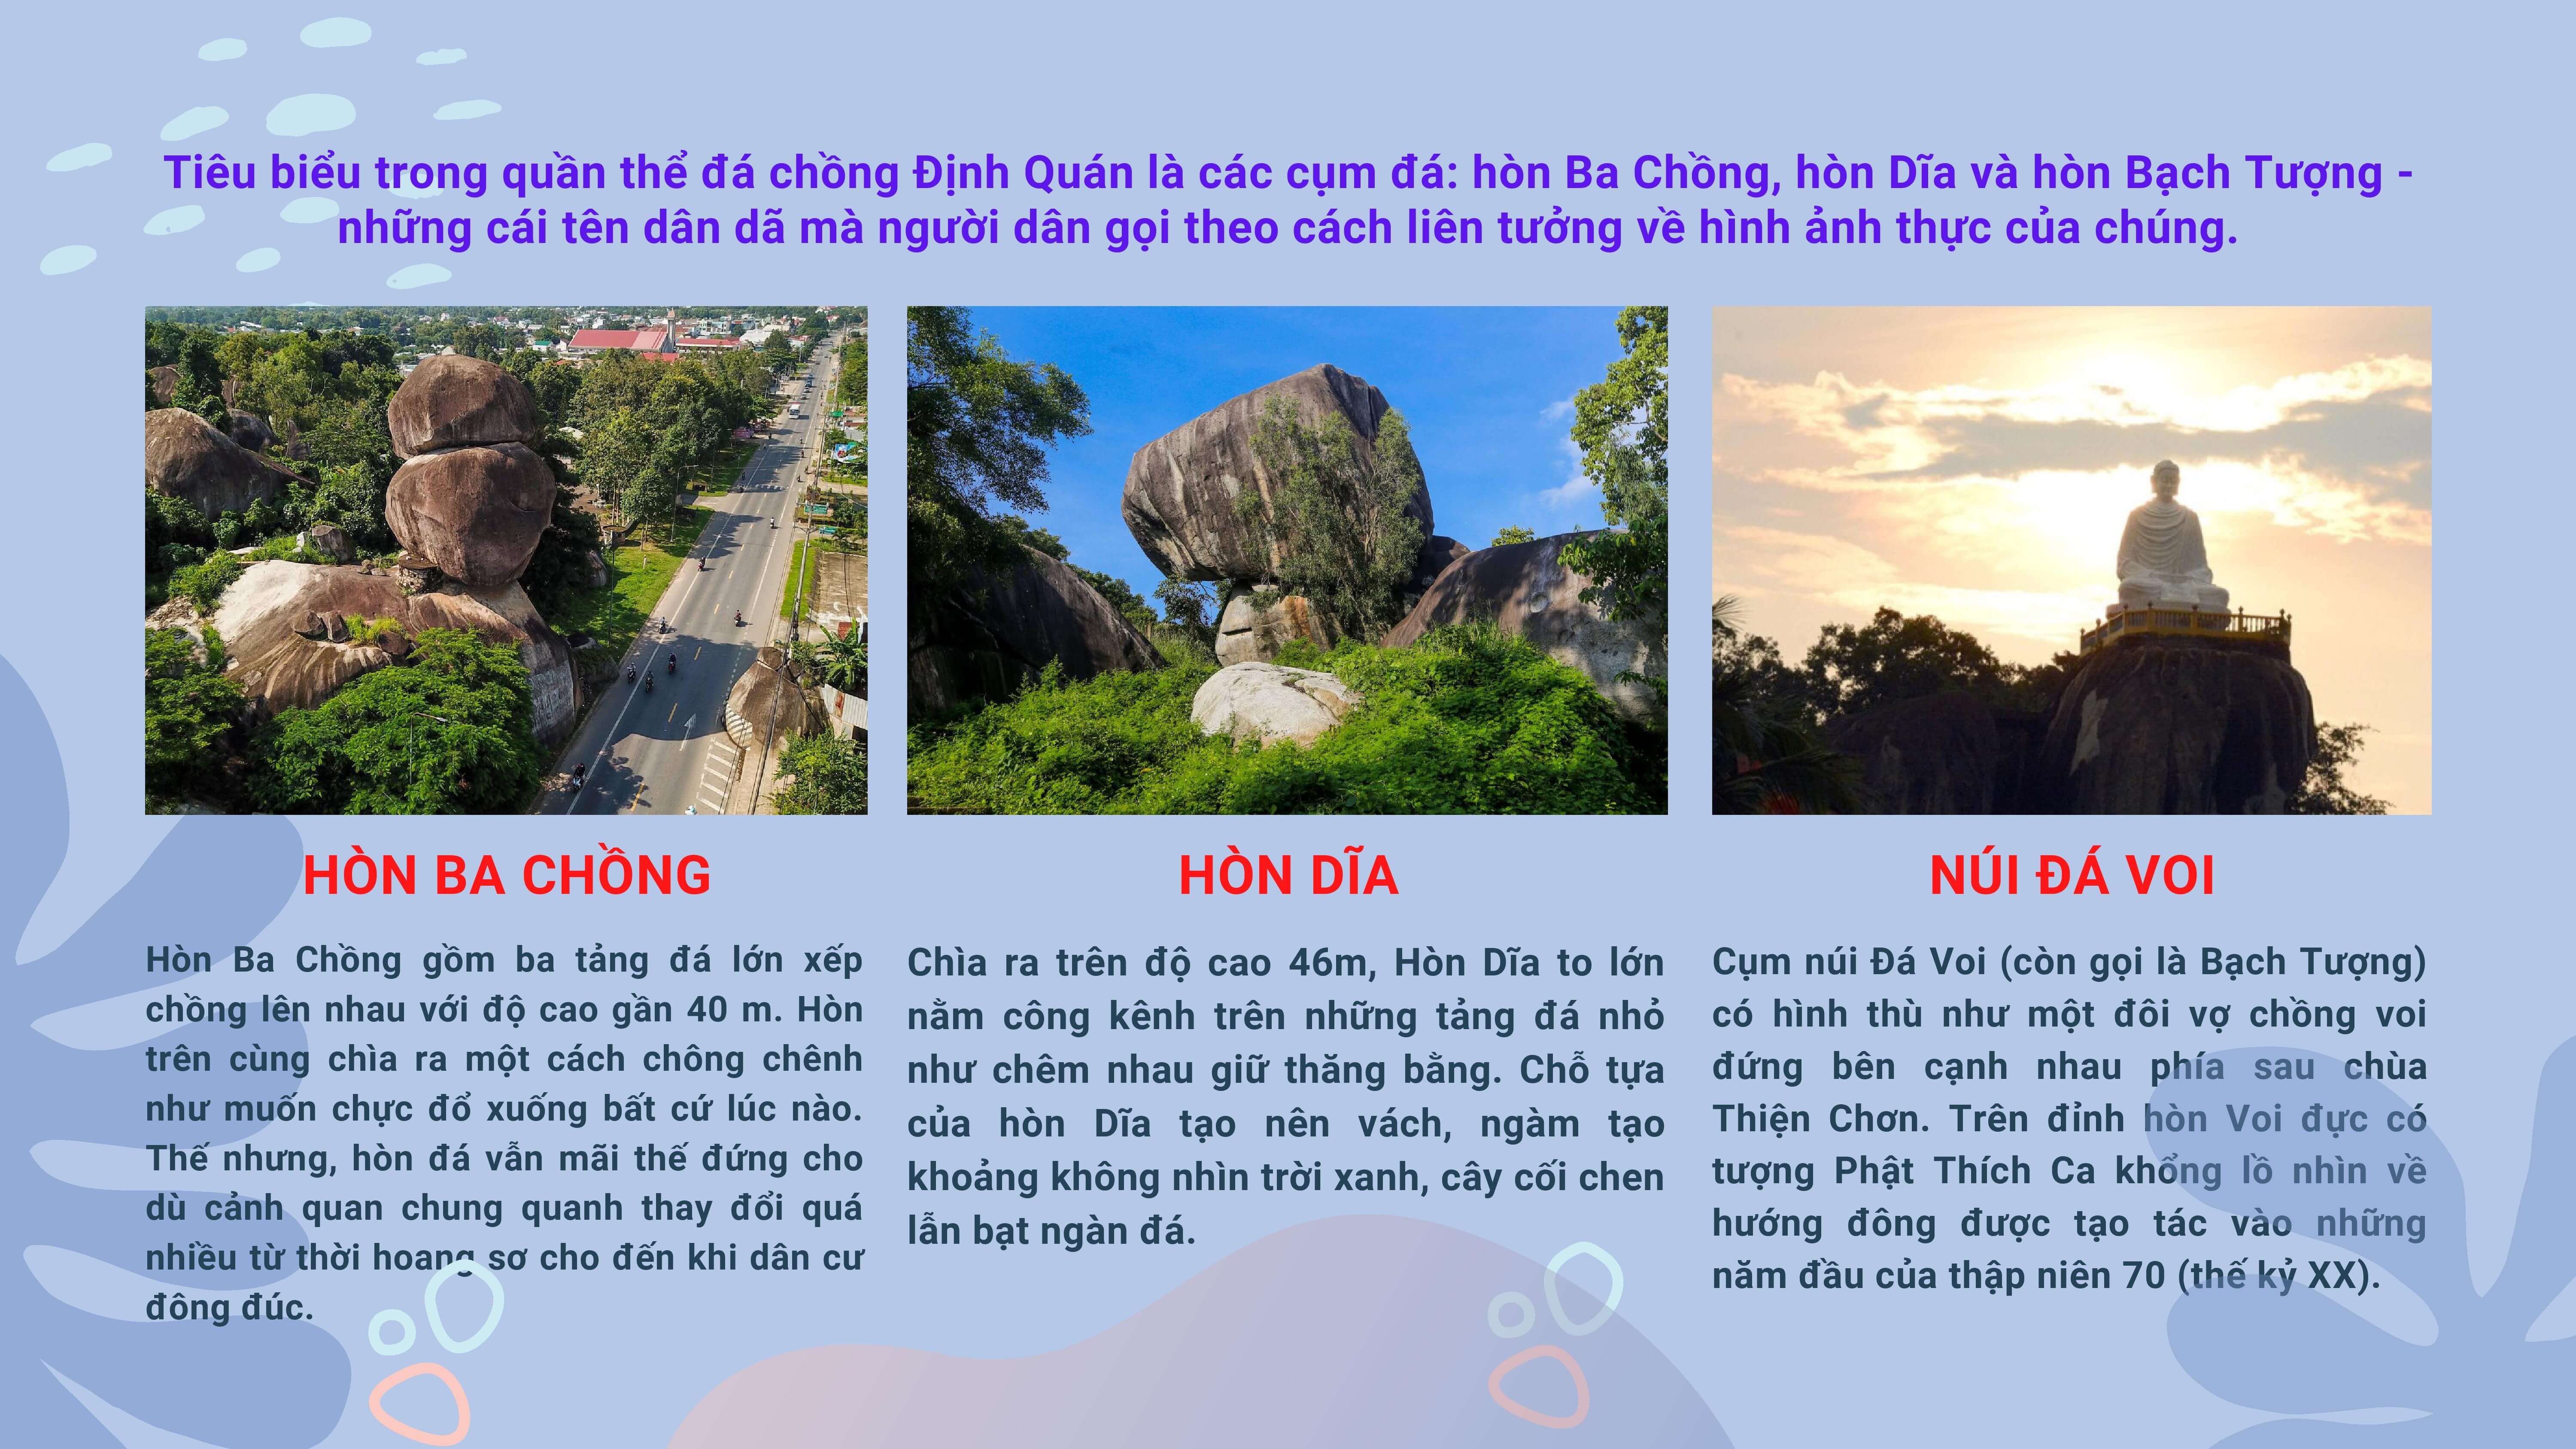 Tiêu biểu trong quần thể đá chồng Định Quán là các cụm đá: hòn Ba Chồng, hòn Dĩa và hòn Bạch Tượng -
những cái tên dân dã mà người dân gọi theo cách liên tưởng về hình ảnh thực của chúng.
HÒN BA CHỒNG
Hòn Ba Chồng gồm ba tảng đá lớn xếp
chồng lên nhau với độ cao gần 40 m. Hòn
trên cùng chìa ra một cách chông chênh
như muốn chực đổ xuống bất cứ lúc nào.
Thế nhưng, hòn đá vẫn mãi thế đứng cho
dù cảnh quan chung quanh thay đổi quá
nhiều từ thời hoang sơ cho đến khi dân cư
đông đúc.
HÒN DĨA
Chìa ra trên độ cao 46m, Hòn Dĩa to lớn
nằm công kênh trên những tảng đá nhỏ
như chêm nhau giữ thăng bằng. Chỗ tựa
của hòn Dĩa tạo nên vách, ngàm tạo
khoảng không nhìn trời xanh, cây cối chen
lẫn bạt ngàn đá.
NÚI ĐÁ VOI
Cụm núi Đá Voi (còn gọi là Bạch Tượng)
có hình thù như một đôi vợ chồng voi
đứng bên cạnh nhau phía sau chùa
Thiện Chơn. Trên đỉnh hòn Voi đực có
tượng Phật Thích Ca khổng lồ nhìn về
hướng đông được tạo tác vào những
năm đầu của thập niên 70 (thế kỷ XX).